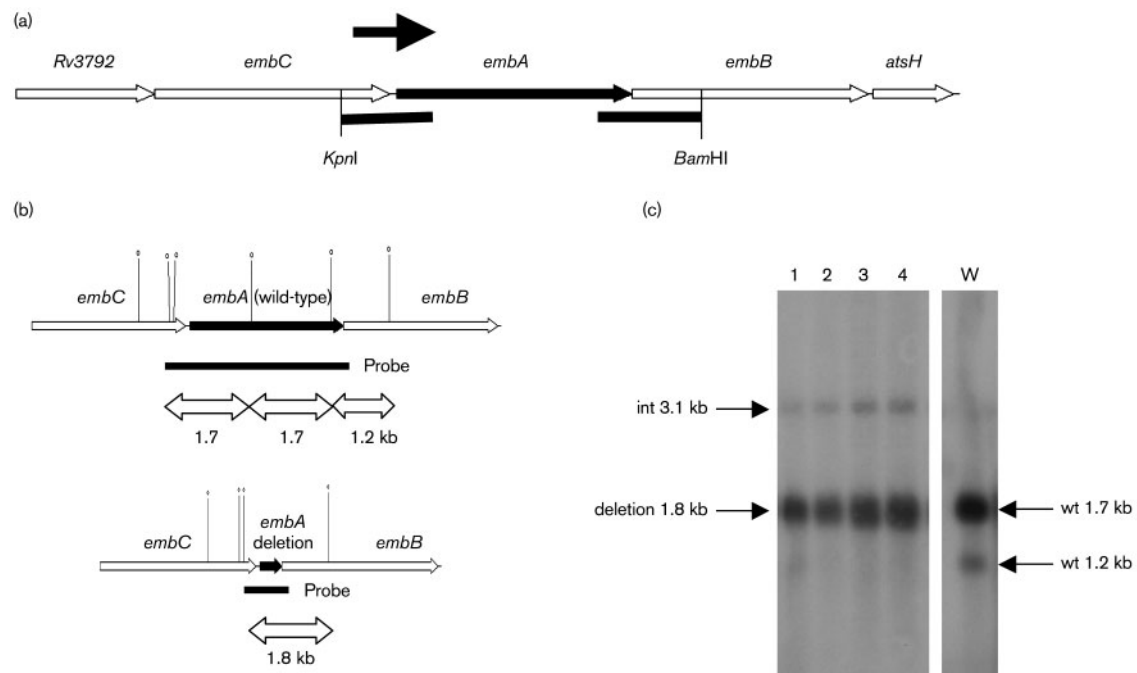 (a)
Rv3792 embC embA embB atsH
KpnI BamHI
(b)
embC embA (wild-type) embB
Probe
1.7 1.7 1.2 kb
embA
deletion
embC embB
Probe
1.8 kb
(c)
1 2 3 4 W
int 3.1 kb
deletion 1.8 kb wt 1.7 kb
wt 1.2 kb